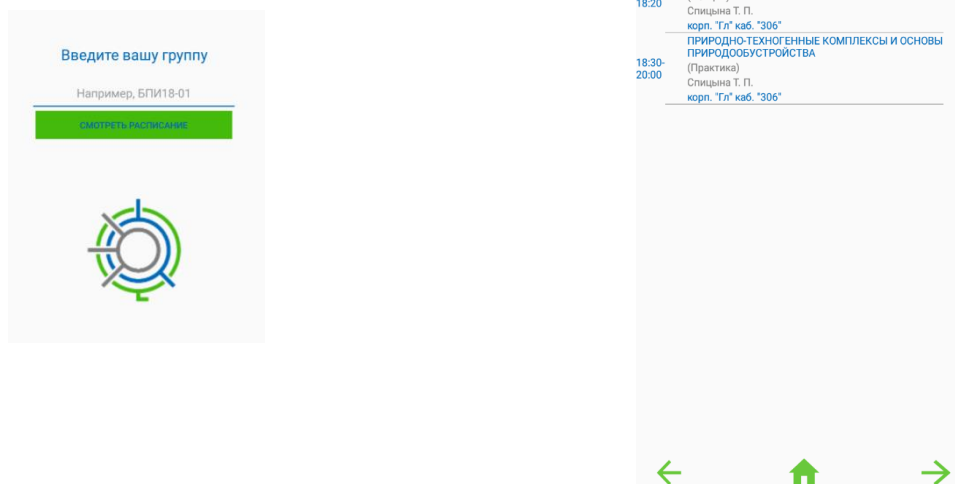 Введите вашу группу
Например, БПИ18-01
СМОТРЕТЬ РАСПИСАНИЕ
18:20
Спицына Т. П.
корп. "Гл" каб. "306"
ПРИРОДНО-ТЕХНОГЕННЫЕ КОМПЛЕКСЫ И ОСНОВЫ
ПРИРОДООБУСТРОЙСТВА
18:30-
20:00
(Практика)
Спицына Т. П.
корп. "Гл" каб. "306"